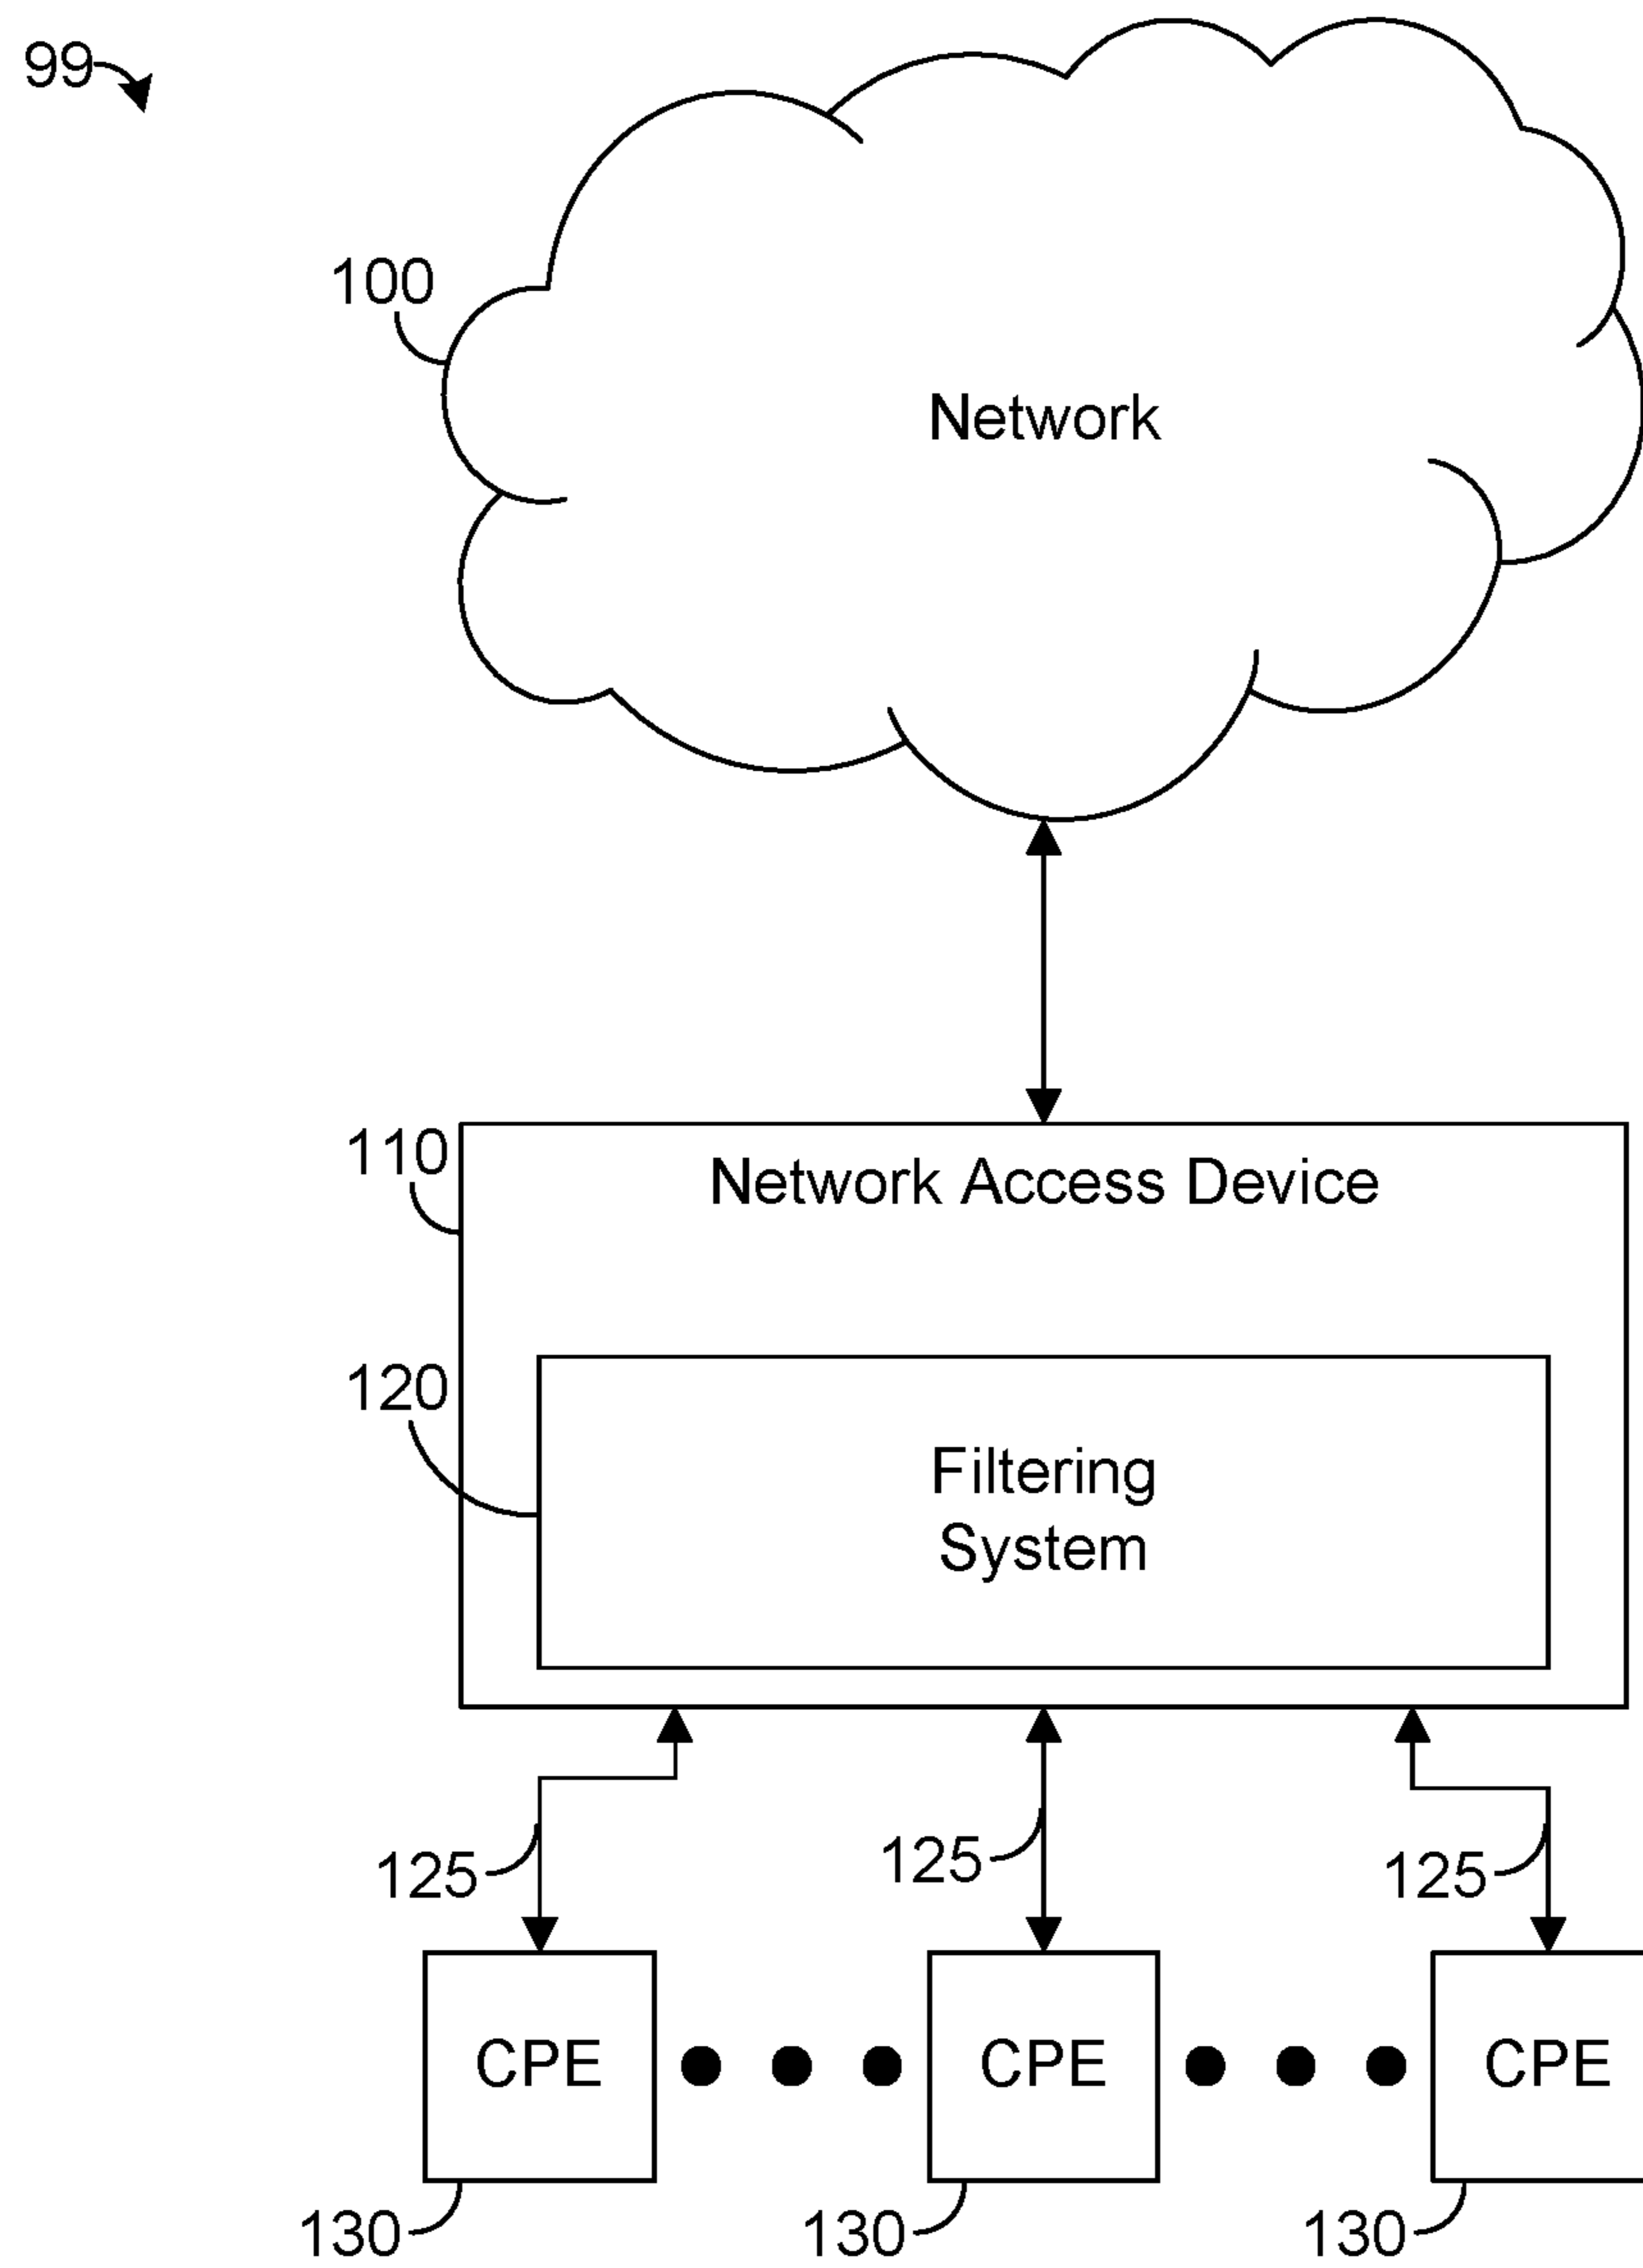 99
100
Network
110
Network Access Device
120
Filtering
System
125
125
125
CPE
CPE
CPE
130
130
130